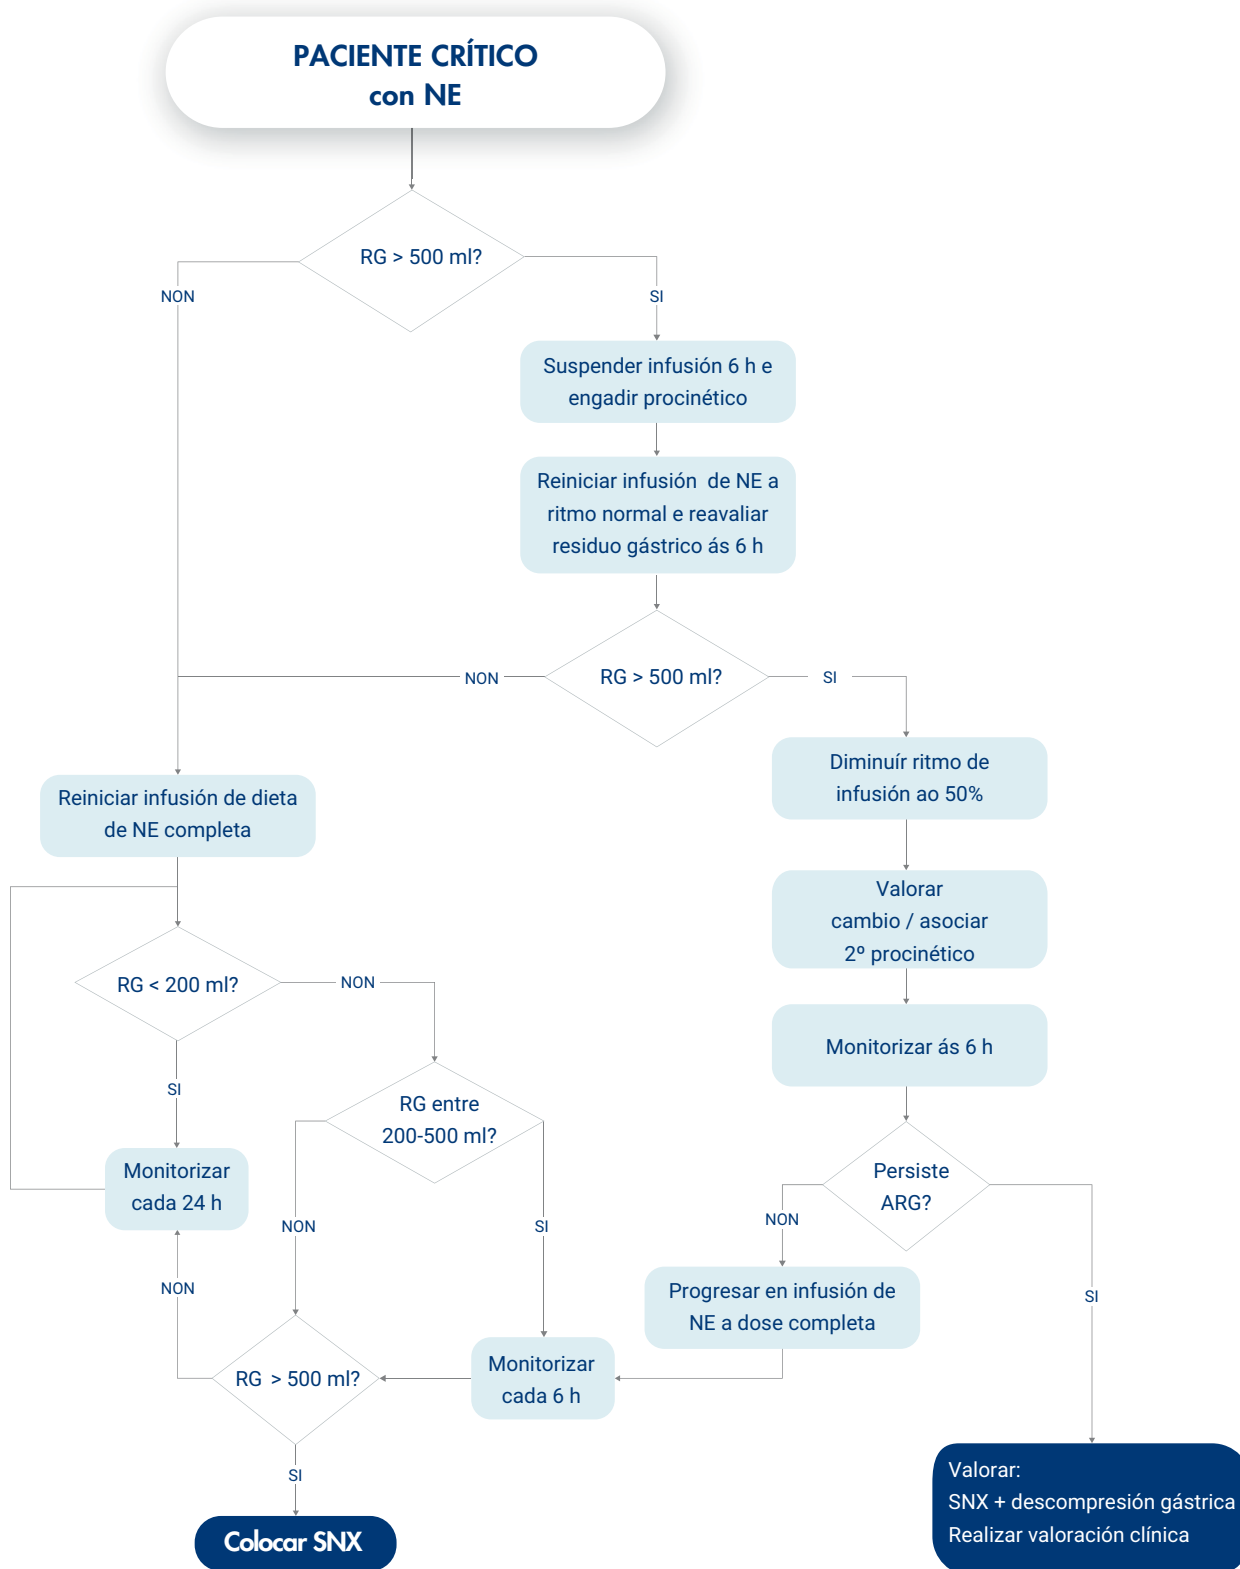 PACIENTE CRÍTICO
con NE
RG > 500 ml?
NON
SI
Suspender infusión 6 h e
engadir procinético
Reiniciar infusión de NE a
ritmo normal e reavaliar
residuo gástrico ás 6 h
RG > 500 ml?
NON
SI
Diminuír ritmo de
infusión ao 50%
Reiniciar infusión de dieta
de NE completa
Valorar
cambio / asociar
2º procinético
RG < 200 ml?
NON
SI
Monitorizar ás 6 h
RG entre
200-500 ml?
Monitorizar
cada 24 h
Persiste
ARG?
NON
SI
NON
SI
NON
Progresar en infusión de
NE a dose completa
RG > 500 ml?
Monitorizar
cada 6 h
SI
SI
Colocar SNX
Valorar:
SNX + descompresión gástrica
Realizar valoración clínica